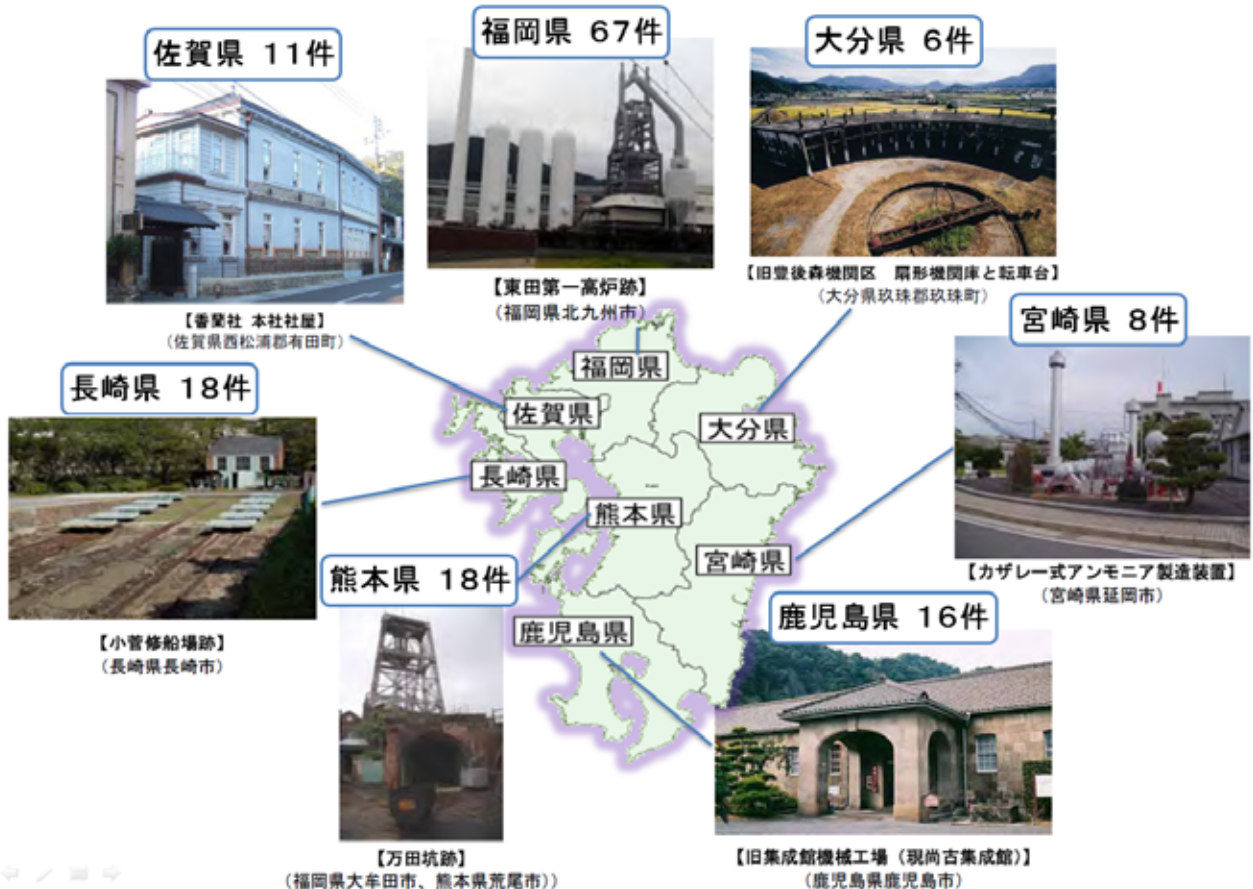 佐賀県 11件
福岡県 67件
大分県 6件
【香蘭社 本社社屋】
(佐賀県西松浦郡有田町)
【東田第一高炉跡】
(福岡県北九州市)
【旧豊後森機関区 扇形機関庫と転車台】
(大分県玖珠郡玖珠町)
長崎県 18件
宮崎県 8件
福岡県
佐賀県
大分県
長崎県
熊本県
宮崎県
鹿児島県
【小菅修船場跡】
(長崎県長崎市)
熊本県 18件
【カザレー式アンモニア製造装置】
(宮崎県延岡市)
鹿児島県 16件
【万田坑跡】
(福岡県大牟田市、熊本県荒尾市))
【旧集成館機械工場(現尚古集成館)】
(鹿児島県鹿児島市)